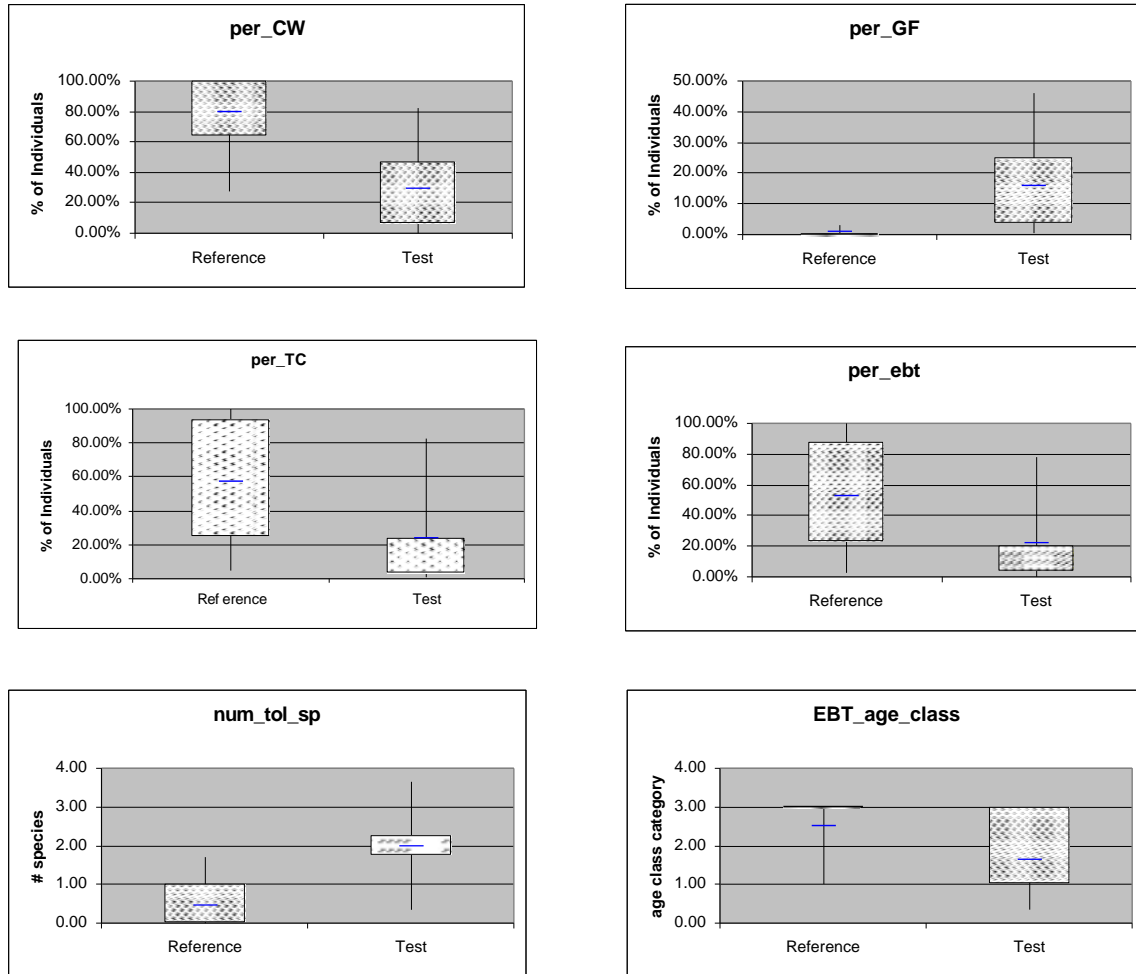 per_CW
% of Individuals
100.00%
80.00%
60.00%
40.00%
20.00%
0.00%
Reference Test
per_GF
% of Individuals
50.00%
40.00%
30.00%
20.00%
10.00%
0.00%
Reference Test
per_TC
% of Individuals
100.00%
80.00%
60.00%
40.00%
20.00%
0.00%
Reference Test
per_ebt
% of Individuals
100.00%
80.00%
60.00%
40.00%
20.00%
0.00%
Reference Test
num_tol_sp
# species
4.00
3.00
2.00
1.00
0.00
Reference Test
EBT_age_class
age class category
4.00
3.00
2.00
1.00
0.00
Reference Test